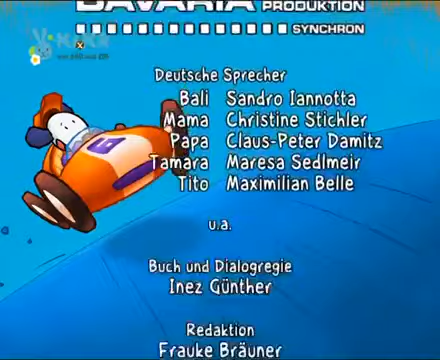 BAVARIA PRODUKTION
SYNCHRON
KiKA
Deutsche Sprecher
Bali Sandro Iannotta
Mama Christine Stichler
Papa Claus-Peter Damitz
Tamara Maresa Sedlmeir
Tito Maximilian Belle
u.a.
Buch und Dialogregie
Inez Günther
Redaktion
Frauke Bräuner